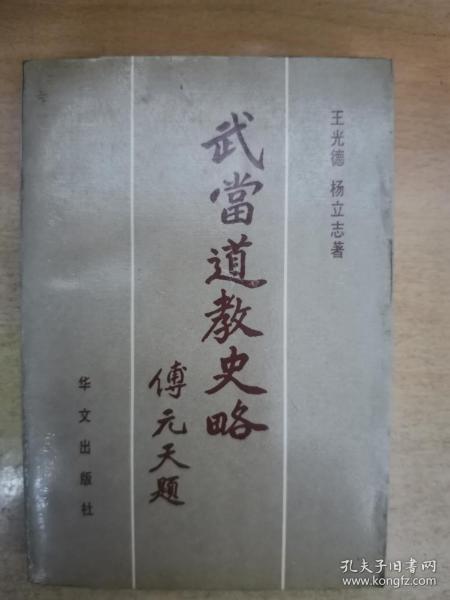 王光德 杨立志著
武當道教史略
傅元天题
华文出版社
孔夫子旧书网
www.kongfz.com